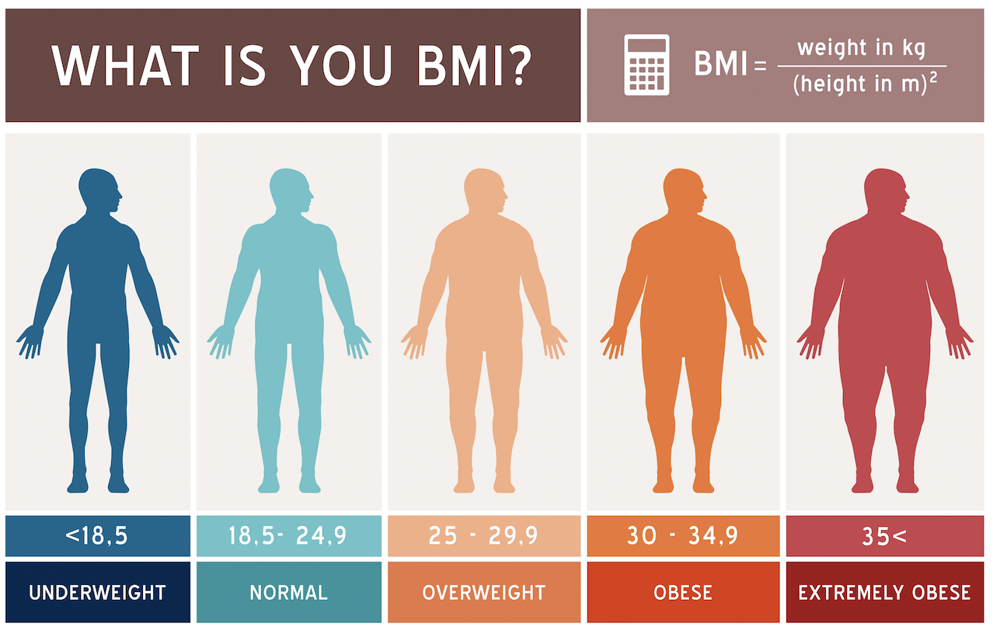 WHAT IS YOU BMI?
BMI = weight in kg
(height in m)²
<18,5
18,5- 24,9
25 - 29,9
30 - 34,9
35<
UNDERWEIGHT
NORMAL
OVERWEIGHT
OBESE
EXTREMELY OBESE